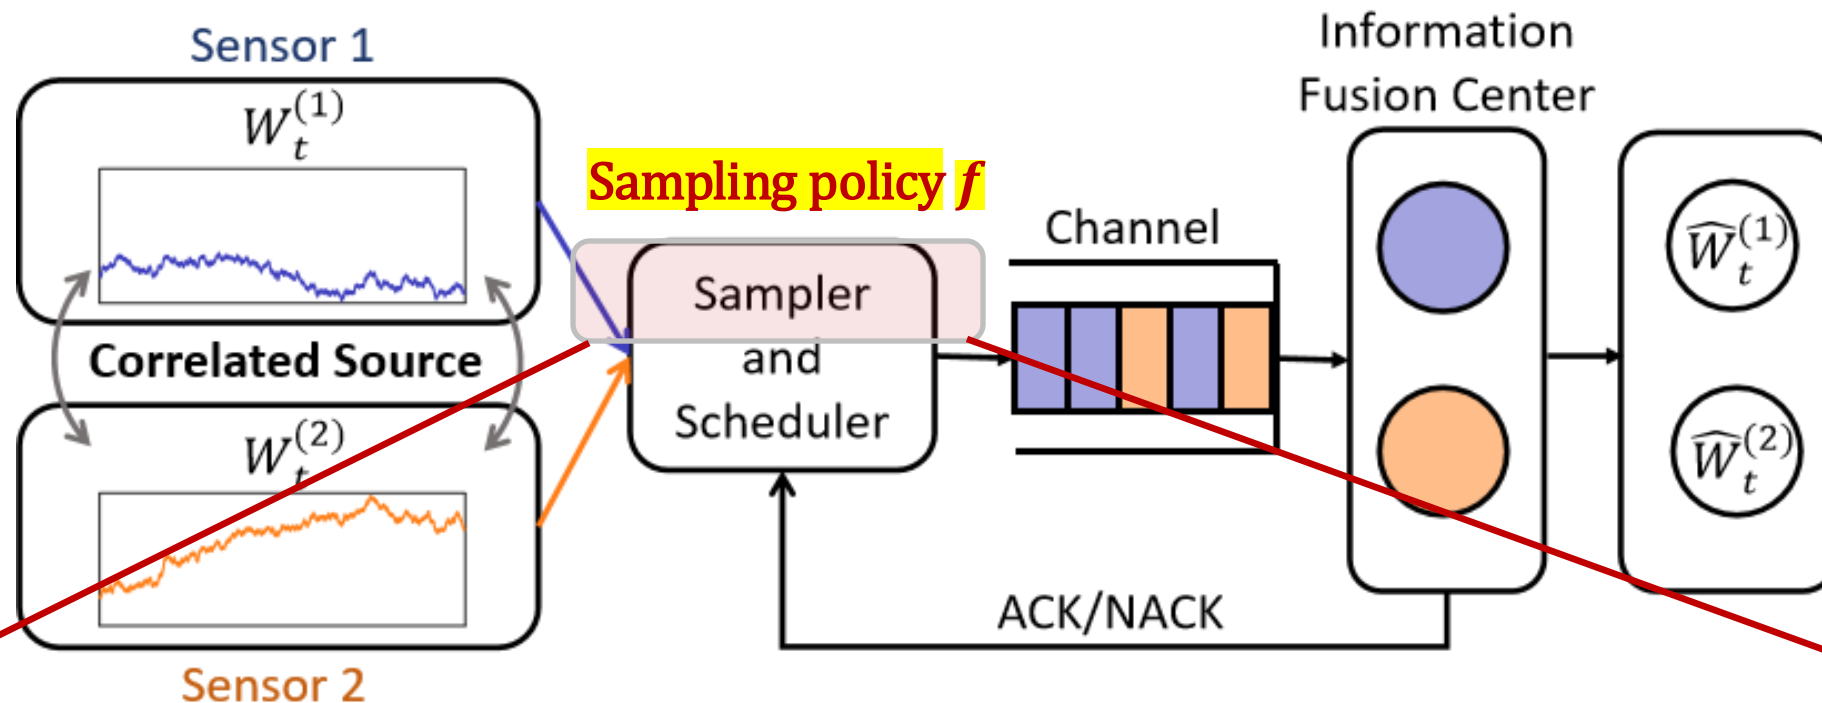 Sensor 1
W_t^(1)
Correlated Source
W_t^(2)
Sensor 2
Sampling policy f
Sampler
and
Scheduler
Channel
ACK/NACK
Information
Fusion Center
Ŵ_t^(1)
Ŵ_t^(2)